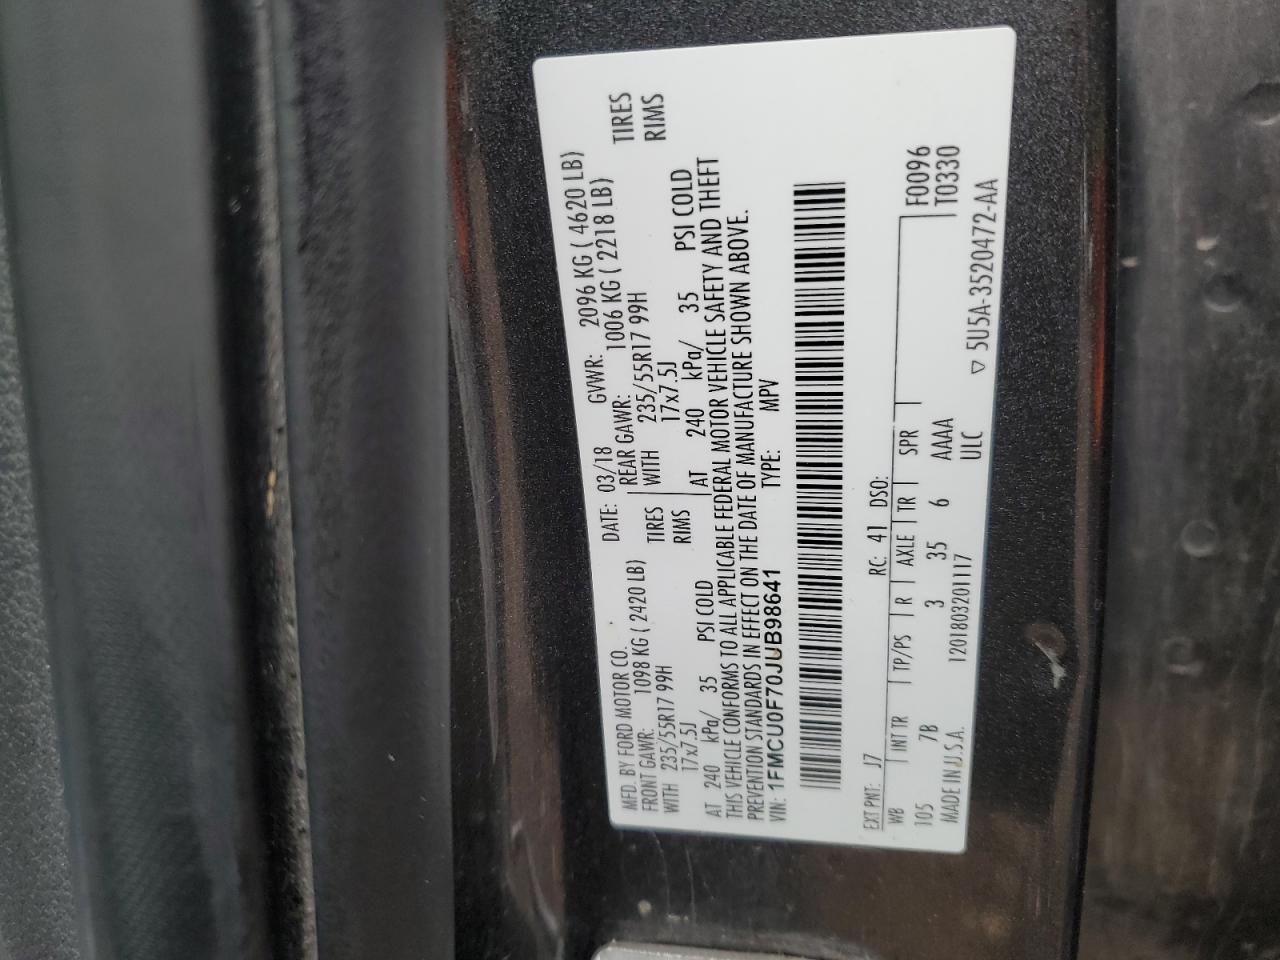 MFD. BY FORD MOTOR CO.
DATE: 03/18 GVWR: 2096 KG ( 4620 LB)
FRONT GAWR: 1098 KG ( 2420 LB) REAR GAWR: 1006 KG ( 2218 LB)
WITH 235/55R17 99H TIRES WITH 235/55R17 99H TIRES
17x7.5J RIMS 17x7.5J RIMS
AT 240 kPa/ 35 PSI COLD AT 240 kPa/ 35 PSI COLD
THIS VEHICLE CONFORMS TO ALL APPLICABLE FEDERAL MOTOR VEHICLE SAFETY AND THEFT
PREVENTION STANDARDS IN EFFECT ON THE DATE OF MANUFACTURE SHOWN ABOVE.
VIN: 1FMCU0F70JUB98641 TYPE: MPV
EXT PNT: J7 RC: 41 DSO:
WB INT TR TP/PS R AXLE TR SPR F0096
105 7B 3 35 6 AAAA T0330
MADE IN U.S.A. 1201803201117 ULC
▽ 5U5A-3520472-AA